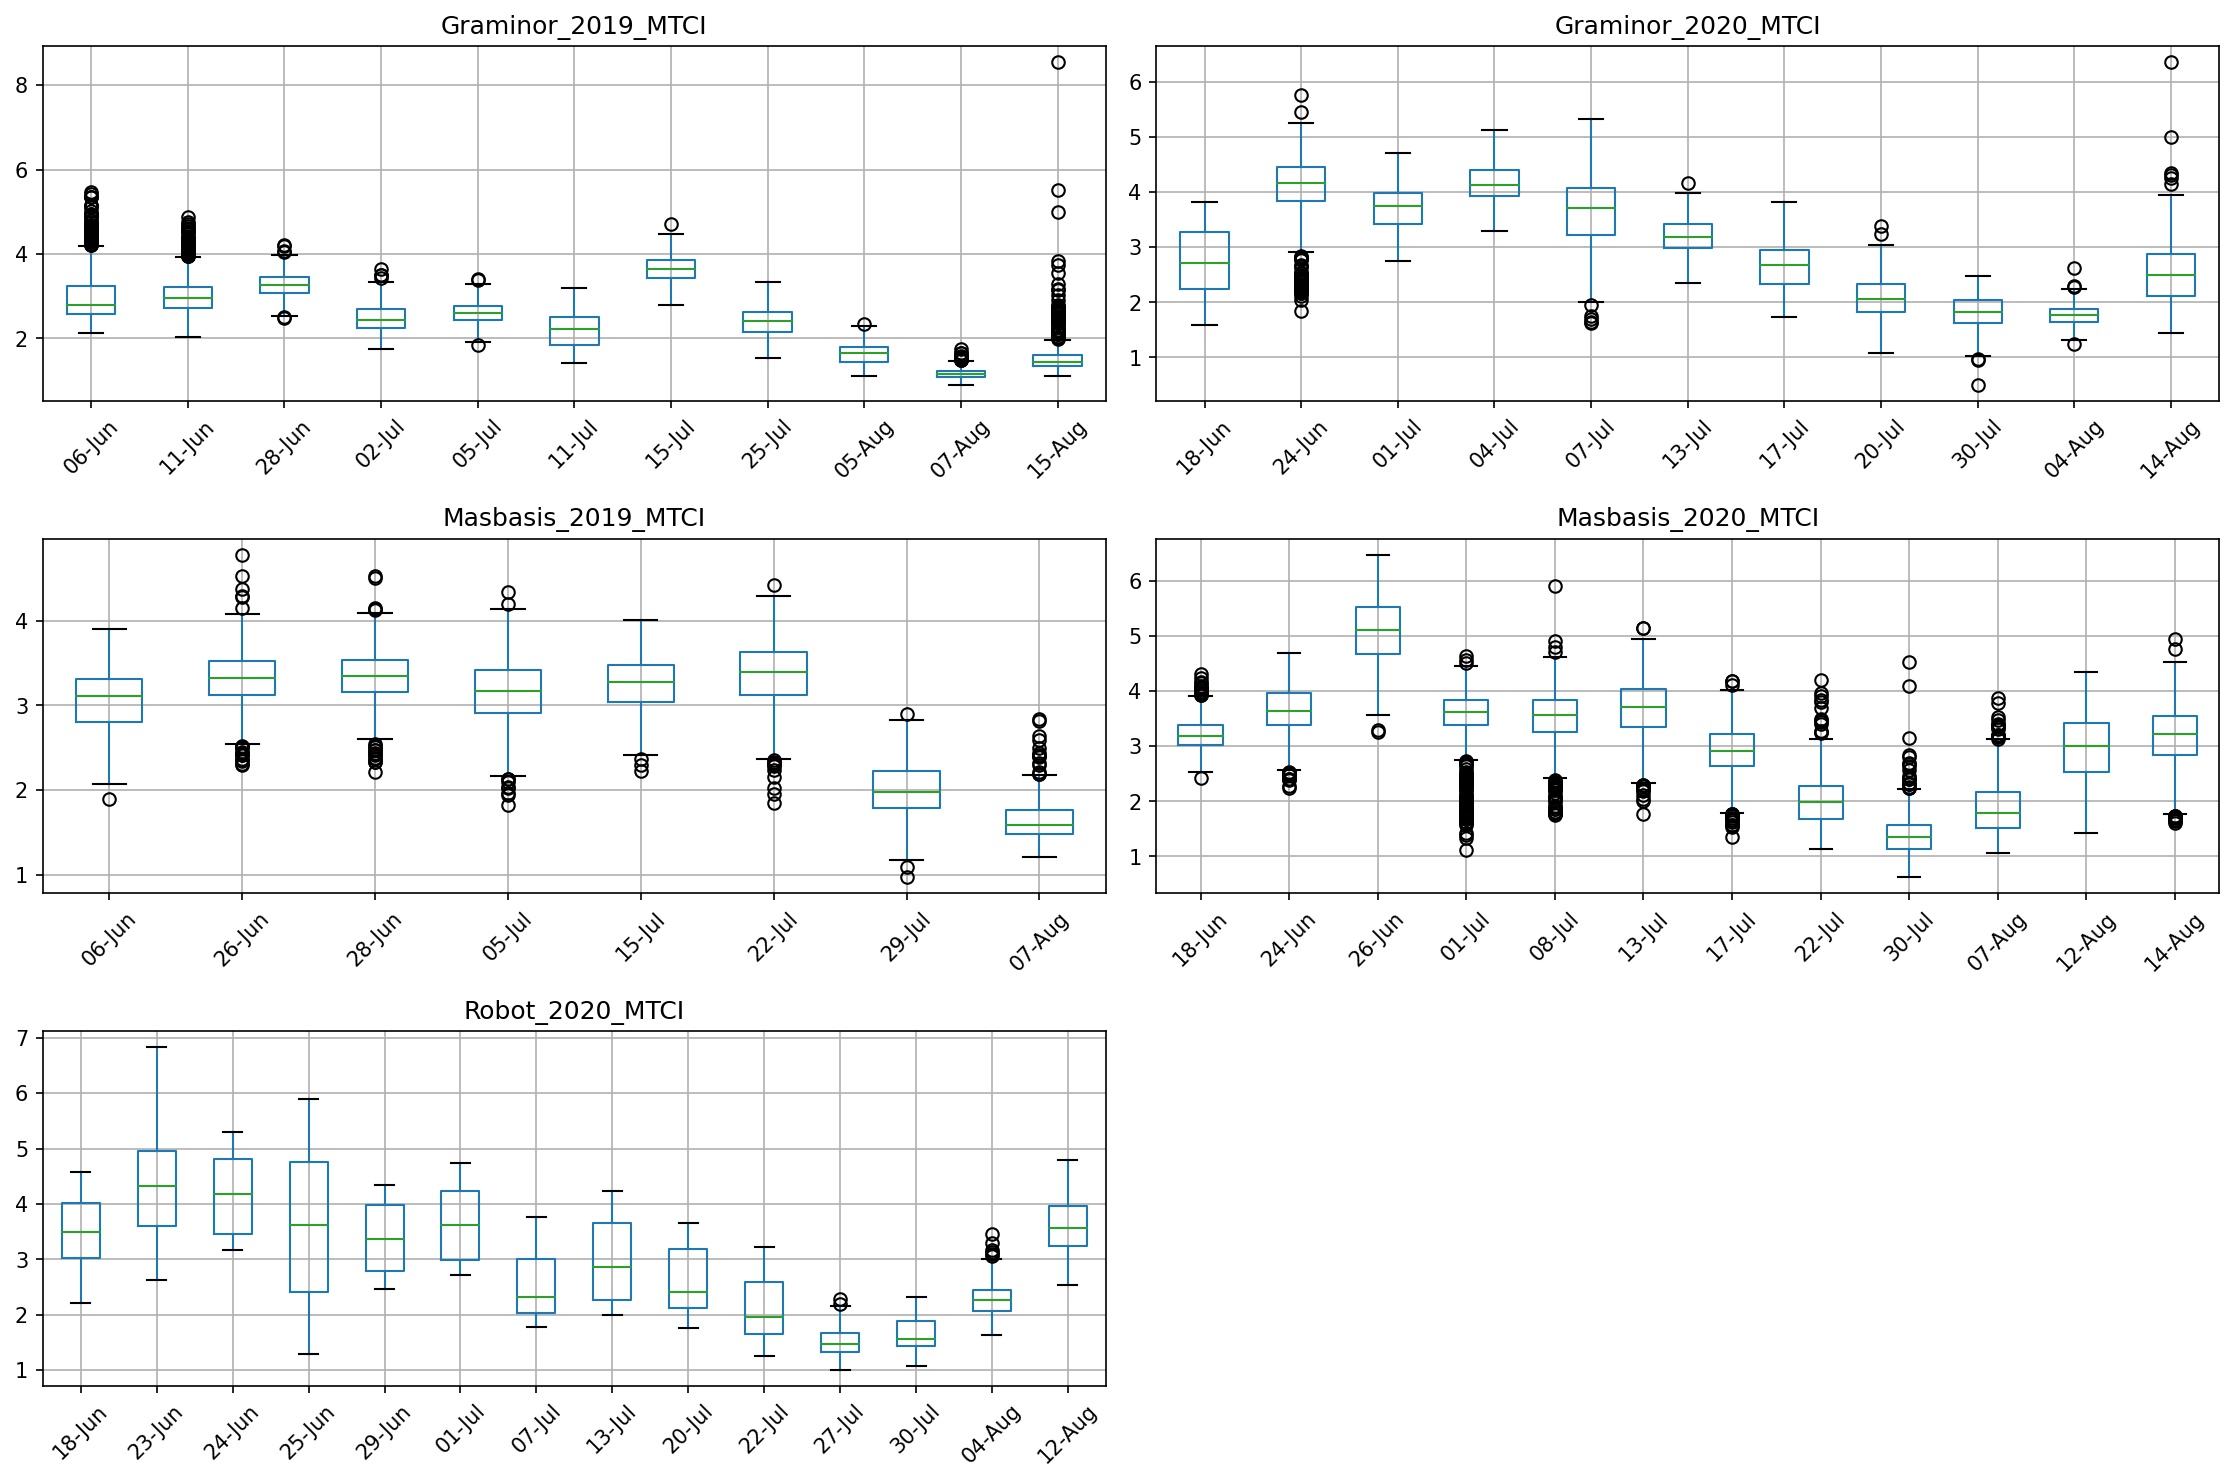 Graminor_2019_MTCI
8
6
4
2
06-Jun 11-Jun 28-Jun 02-Jul 05-Jul 11-Jul 15-Jul 25-Jul 05-Aug 07-Aug 15-Aug
Graminor_2020_MTCI
6
5
4
3
2
1
18-Jun 24-Jun 01-Jul 04-Jul 07-Jul 13-Jul 17-Jul 20-Jul 30-Jul 04-Aug 14-Aug
Masbasis_2019_MTCI
4
3
2
1
06-Jun 26-Jun 28-Jun 05-Jul 15-Jul 22-Jul 29-Jul 07-Aug
Masbasis_2020_MTCI
6
5
4
3
2
1
18-Jun 24-Jun 26-Jun 01-Jul 08-Jul 13-Jul 17-Jul 22-Jul 30-Jul 07-Aug 12-Aug 14-Aug
Robot_2020_MTCI
7
6
5
4
3
2
1
18-Jun 23-Jun 24-Jun 25-Jun 29-Jun 01-Jul 07-Jul 13-Jul 20-Jul 22-Jul 27-Jul 30-Jul 04-Aug 12-Aug